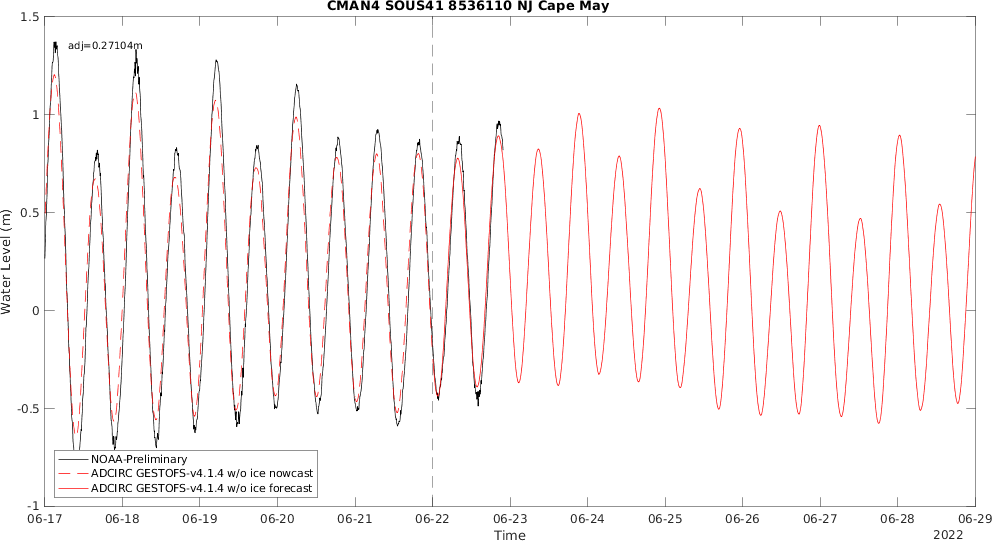 CMAN4 SOUS41 8536110 NJ Cape May
adj=0.27104m
1.5
1
0.5
0
-0.5
-1
Water Level (m)
NOAA-Preliminary
ADCIRC GESTOFS-v4.1.4 w/o ice nowcast
ADCIRC GESTOFS-v4.1.4 w/o ice forecast
06-17 06-18 06-19 06-20 06-21 06-22 06-23 06-24 06-25 06-26 06-27 06-28 06-29
Time
2022